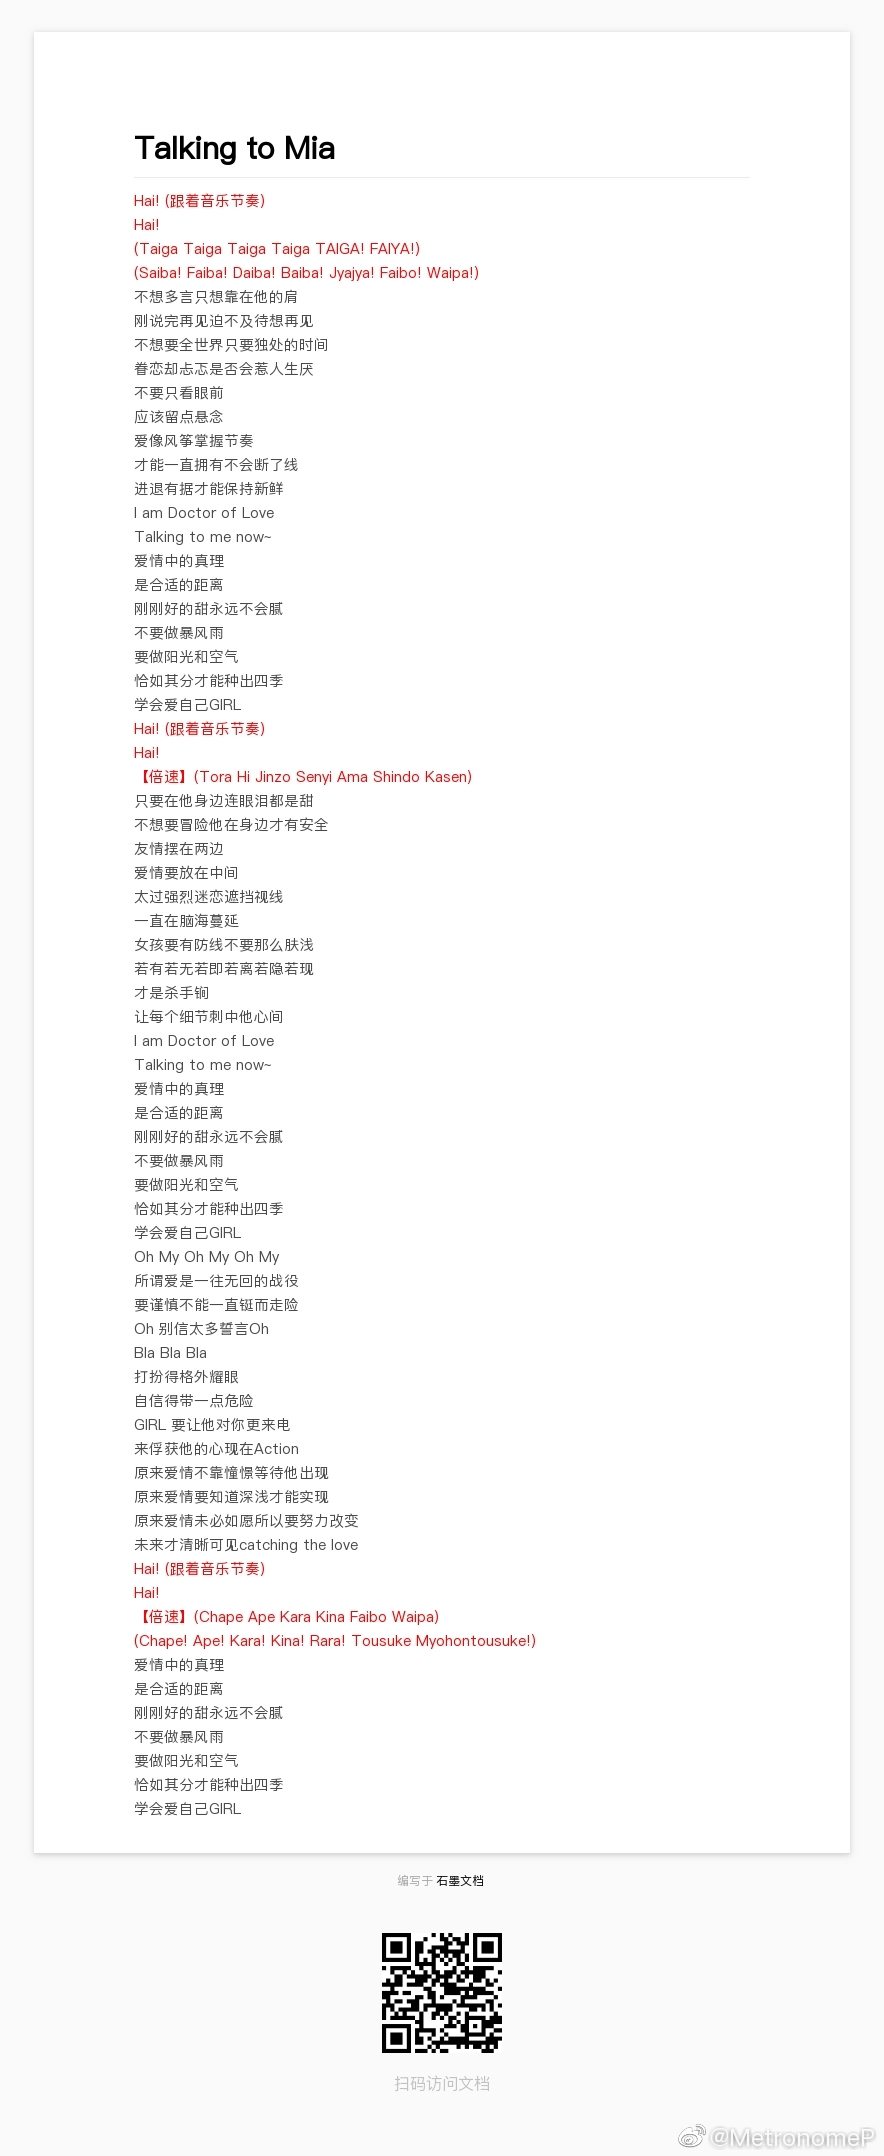 Talking to Mia
Hai! (跟着音乐节奏)
Hai!
(Taiga Taiga Taiga Taiga TAIGA! FAIYA!)
(Saiba! Faiba! Daiba! Baiba! Jyajya! Faibo! Waipa!)
不想多言只想靠在他的肩
刚说完再见迫不及待想再见
不想要全世界只要独处的时间
眷恋却忐忑是否会惹人生厌
不要只看眼前
应该留点悬念
爱像风筝掌握节奏
才能一直拥有不会断了线
进退有据才能保持新鲜
I am Doctor of Love
Talking to me now~
爱情中的真理
是合适的距离
刚刚好的甜永远不会腻
不要做暴风雨
要做阳光和空气
恰如其分才能种出四季
学会爱自己GIRL
Hai! (跟着音乐节奏)
Hai!
【倍速】(Tora Hi Jinzo Senyi Ama Shindo Kasen)
只要在他身边连眼泪都是甜
不想要冒险他在身边才有安全
友情摆在两边
爱情要放在中间
太过强烈迷恋遮挡视线
一直在脑海蔓延
女孩要有防线不要那么肤浅
若有若无若即若离若隐若现
才是杀手锏
让每个细节刺中他心间
I am Doctor of Love
Talking to me now~
爱情中的真理
是合适的距离
刚刚好的甜永远不会腻
不要做暴风雨
要做阳光和空气
恰如其分才能种出四季
学会爱自己GIRL
Oh My Oh My Oh My
所谓爱是一往无回的战役
要谨慎不能一直铤而走险
Oh 别信太多誓言Oh
Bla Bla Bla
打扮得格外耀眼
自信得带一点危险
GIRL 要让他对你更来电
来俘获他的心现在Action
原来爱情不靠憧憬等待他出现
原来爱情要知道深浅才能实现
原来爱情未必如愿所以要努力改变
未来才清晰可见catching the love
Hai! (跟着音乐节奏)
Hai!
【倍速】(Chape Ape Kara Kina Faibo Waipa)
(Chape! Ape! Kara! Kina! Rara! Tousuke Myohontousuke!)
爱情中的真理
是合适的距离
刚刚好的甜永远不会腻
不要做暴风雨
要做阳光和空气
恰如其分才能种出四季
学会爱自己GIRL
编写于 石墨文档
扫码访问文档
@MetronomeP